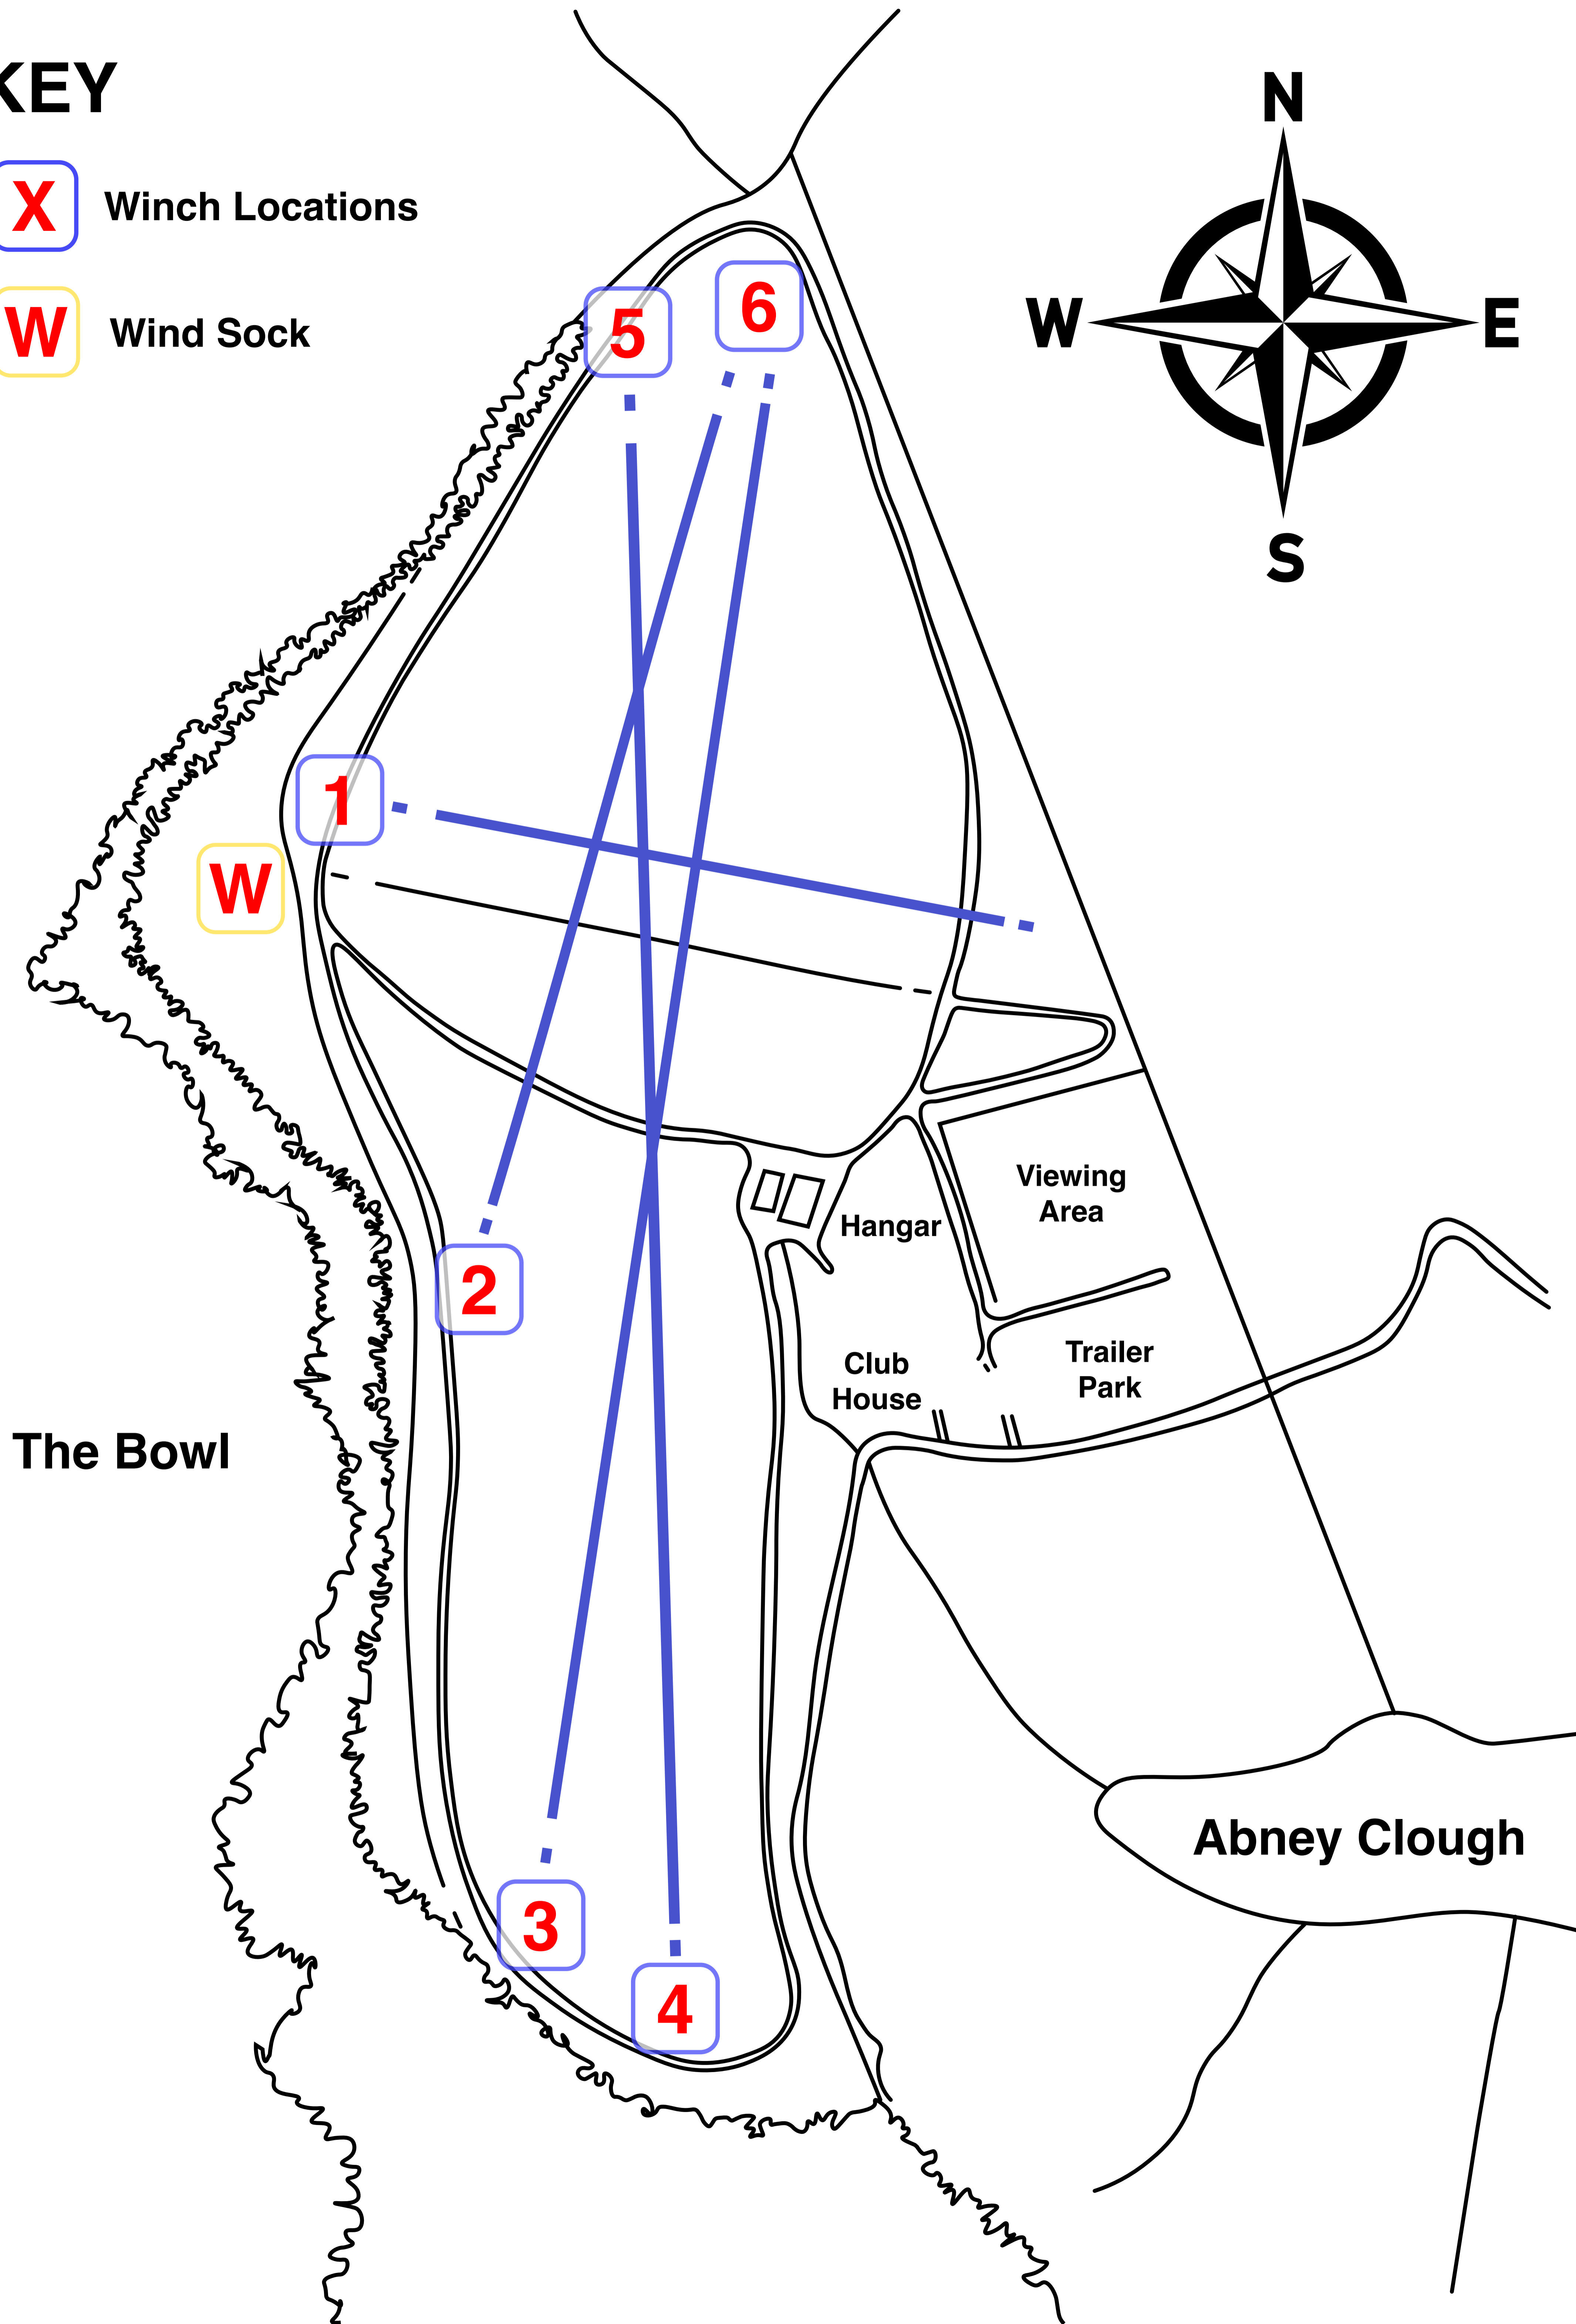 KEY
X Winch Locations
W Wind Sock
N
W E
S
5 6
1
W
2
Viewing
Area
Hangar
Club
House
Trailer
Park
The Bowl
Abney Clough
3
4